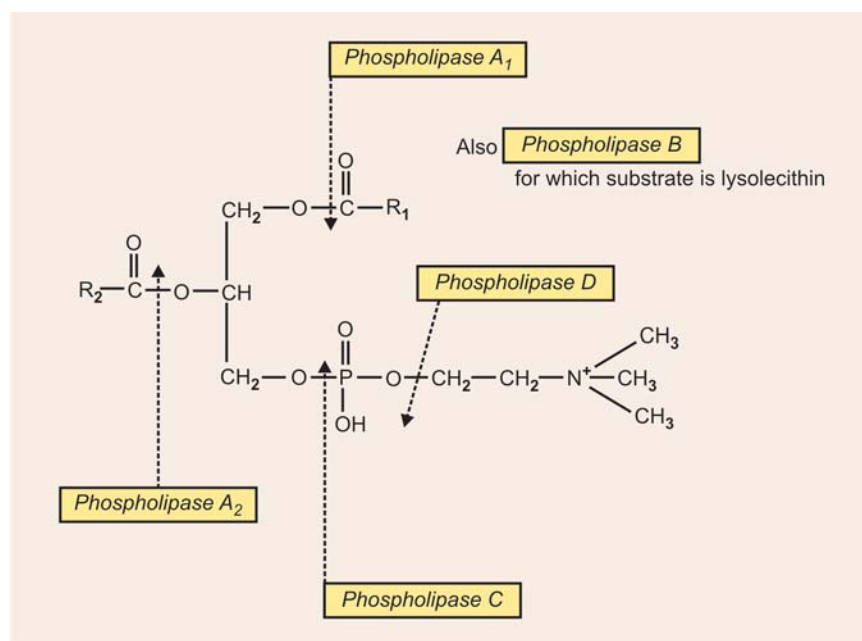 Phospholipase A₁
Also Phospholipase B
for which substrate is lysolecithin
O
CH₂—O—C—R₁
O
R₂—C—O—CH
Phospholipase D
O
CH₃
CH₂—O—P—O—CH₂—CH₂—N⁺—CH₃
OH
CH₃
Phospholipase A₂
Phospholipase C